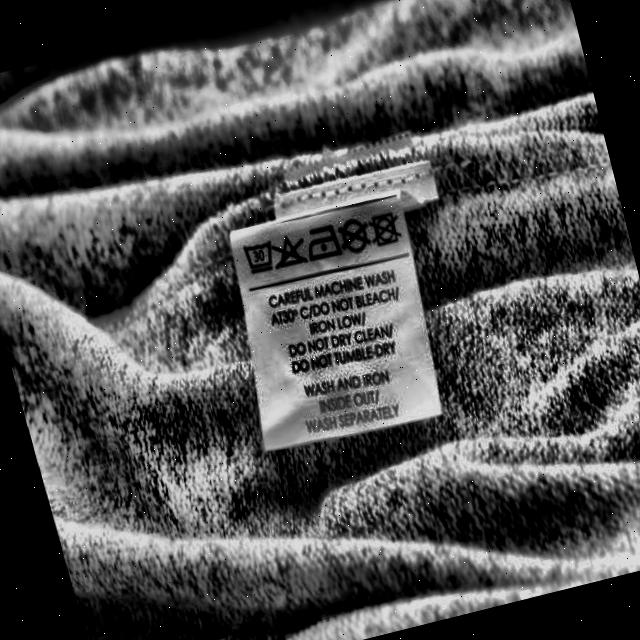 30
CAREFUL MACHINE WASH
AT30° C/DO NOT BLEACH/
IRON LOW/
DO NOT DRY CLEAN/
DO NOT TUMBLE-DRY
WASH AND IRON
INSIDE OUT/
WASH SEPARATELY